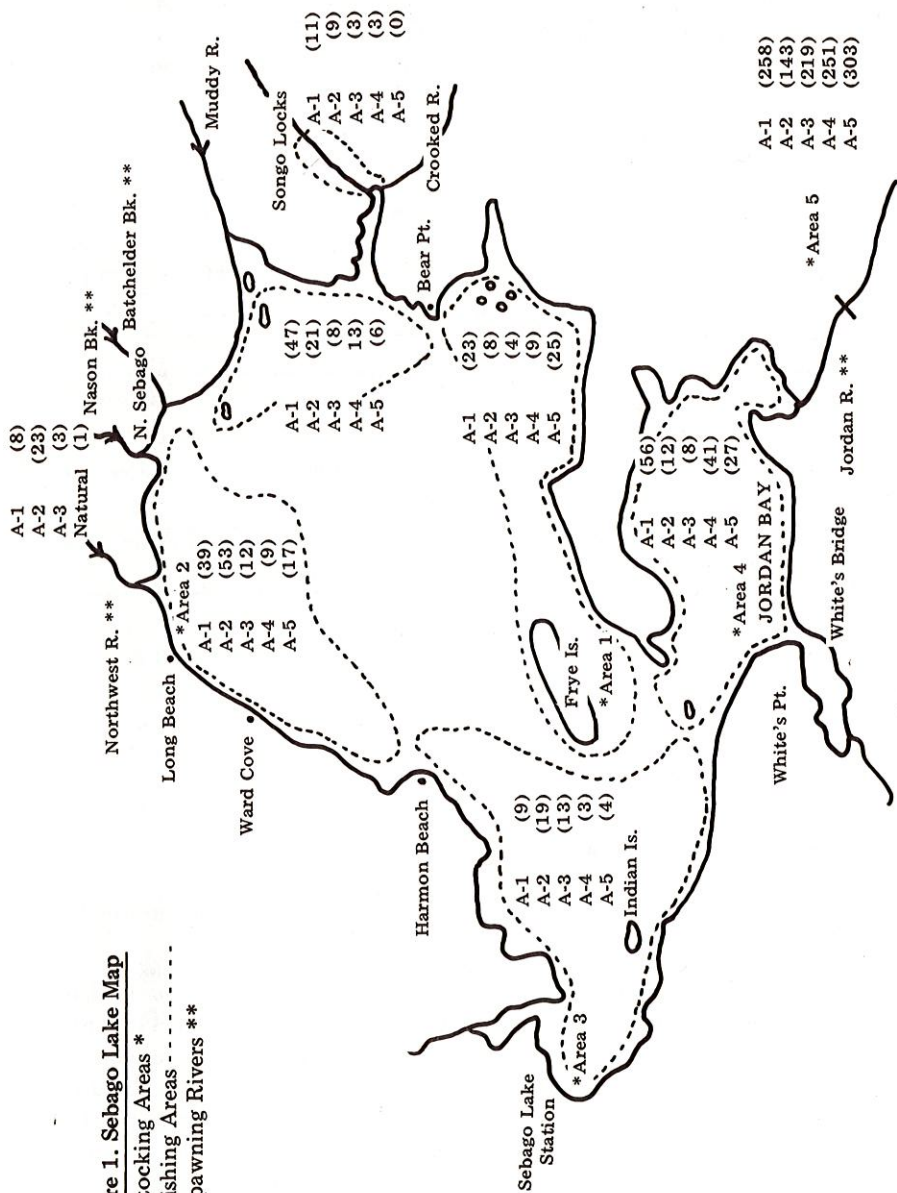 re 1. Sebago Lake Map
ocking Areas *
ishing Areas - - - - - - - -
pawning Rivers **
Northwest R. **
A-1 (8)
A-2 (23)
A-3 (3)
Natural (1)
Nason Bk. **
Batchelder Bk. **
N. Sebago
Muddy R.
Long Beach
Ward Cove
* Area 2
A-1 (39)
A-2 (53)
A-3 (12)
A-4 (9)
A-5 (17)
A-1 (47)
A-2 (21)
A-3 (8)
A-4 13)
A-5 (6)
Songo Locks
A-1 (11)
A-2 (9)
A-3 (3)
A-4 (3)
A-5 (0)
Crooked R.
Bear Pt.
Harmon Beach
A-1 (23)
A-2 (8)
A-3 (4)
A-4 (9)
A-5 (25)
Frye Is.
* Area 1
A-1 (9)
A-2 (19)
A-3 (13)
A-4 (3)
A-5 (4)
Indian Is.
Sebago Lake
Station
* Area 3
A-1 (56)
A-2 (12)
A-3 (8)
A-4 (41)
A-5 (27)
* Area 4
JORDAN BAY
White's Pt.
White's Bridge
Jordan R. **
* Area 5
A-1 (258)
A-2 (143)
A-3 (219)
A-4 (251)
A-5 (303)